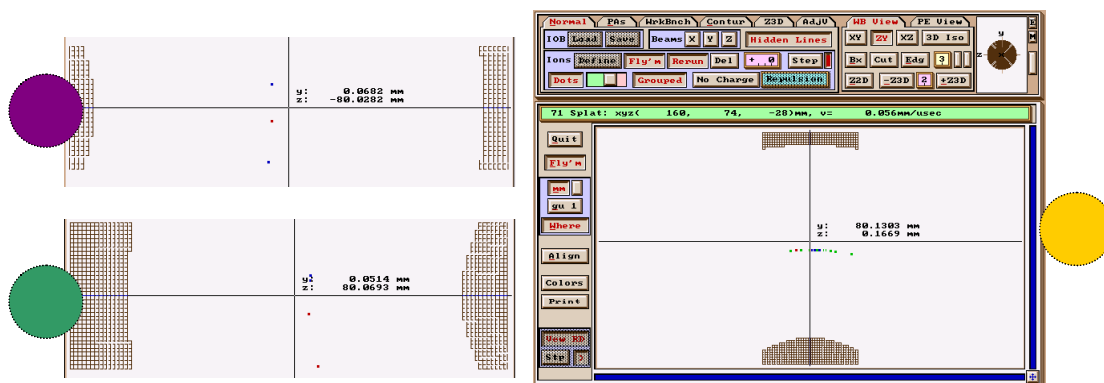 y: 0.0682 mm
z: -80.0282 mm
y: 0.0514 mm
z: 80.0693 mm
Normal PAs WrkBnch Contur Z3D AdjV WB View PE View
IOB Load Save Beams X Y Z Hidden Lines XY ZY XZ 3D Iso
Ions Define Fly'm Rerun Del + 0 Step Bx Cut Edg 3
Dots Grouped No Charge Repulsion Z2D -Z3D 2 +Z3D
y
z x
E
M
71 Splat: xyz( 160, 74, -28)mm, v= 0.056mm/usec
Quit
Fly'm
mm
gu 1
Where
Align
Colors
Print
View RD
Stp
y: 80.1303 mm
z: 0.1669 mm